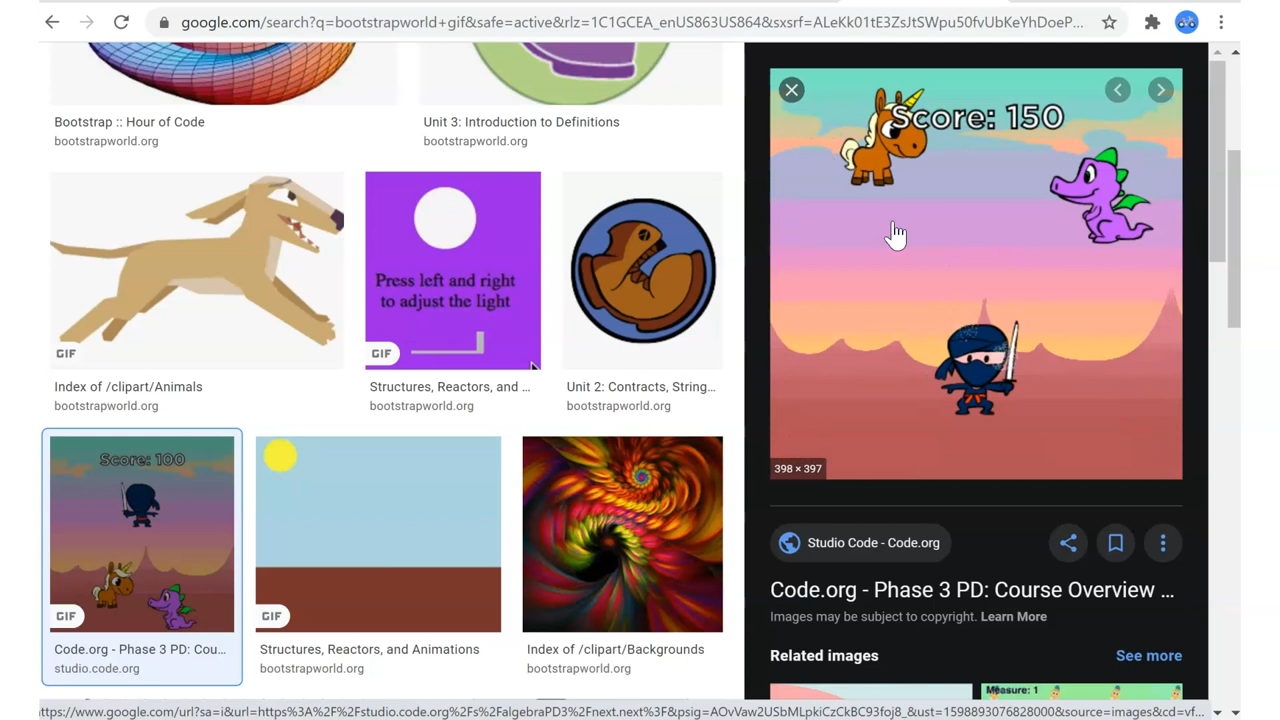 google.com/search?q=bootstrapworld+gif&safe=active&rlz=1C1GCEA_enUS863US864&sxsrf=ALeKk01tE3ZsJtSWpu50fvUbKeYhDoeP...
Bootstrap :: Hour of Code
bootstrapworld.org
Unit 3: Introduction to Definitions
bootstrapworld.org
Press left and right
to adjust the light
GIF
Index of /clipart/Animals
bootstrapworld.org
GIF
Structures, Reactors, and ...
bootstrapworld.org
Unit 2: Contracts, String...
bootstrapworld.org
Score: 100
GIF
Code.org - Phase 3 PD: Cou...
studio.code.org
GIF
Structures, Reactors, and Animations
bootstrapworld.org
Index of /clipart/Backgrounds
bootstrapworld.org
Score: 150
398 × 397
Studio Code - Code.org
Code.org - Phase 3 PD: Course Overview ...
Images may be subject to copyright. Learn More
Related images
See more
Measure: 1
ttps://www.google.com/url?sa=i&url=https%3A%2F%2Fstudio.code.org%2Fs%2FalgebraPD3%2Fnext.next%3F&psig=AOvVaw2USbMLpkiCzCkBC93foj8_&ust=1598893076828000&source=images&cd=vf...